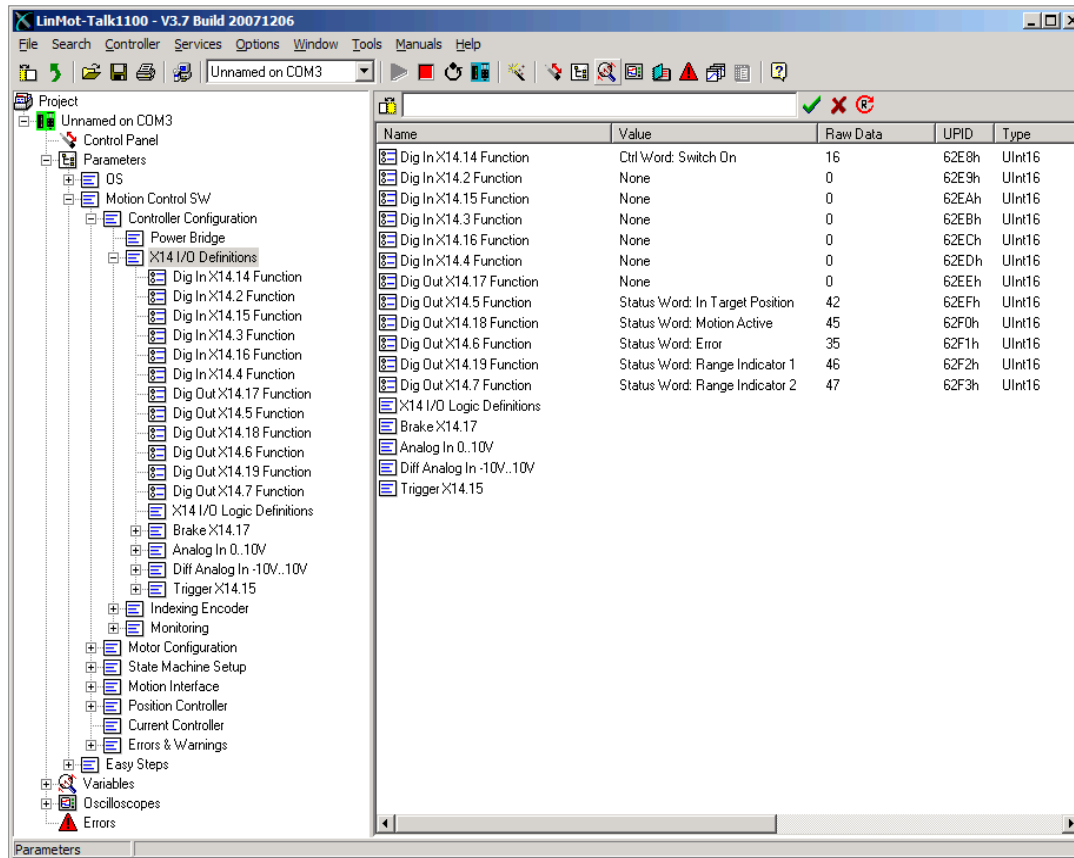 LinMot-Talk1100 - V3.7 Build 20071206
File Search Controller Services Options Window Tools Manuals Help
Unnamed on COM3
Project
Unnamed on COM3
Control Panel
Parameters
OS
Motion Control SW
Controller Configuration
Power Bridge
X14 I/O Definitions
Dig In X14.14 Function
Dig In X14.2 Function
Dig In X14.15 Function
Dig In X14.3 Function
Dig In X14.16 Function
Dig In X14.4 Function
Dig Out X14.17 Function
Dig Out X14.5 Function
Dig Out X14.18 Function
Dig Out X14.6 Function
Dig Out X14.19 Function
Dig Out X14.7 Function
X14 I/O Logic Definitions
Brake X14.17
Analog In 0..10V
Diff Analog In -10V..10V
Trigger X14.15
Indexing Encoder
Monitoring
Motor Configuration
State Machine Setup
Motion Interface
Position Controller
Current Controller
Errors & Warnings
Easy Steps
Variables
Oscilloscopes
Errors
Name Value Raw Data UPID Type
Dig In X14.14 Function Ctrl Word: Switch On 16 62E8h UInt16
Dig In X14.2 Function None 0 62E9h UInt16
Dig In X14.15 Function None 0 62EAh UInt16
Dig In X14.3 Function None 0 62EBh UInt16
Dig In X14.16 Function None 0 62ECh UInt16
Dig In X14.4 Function None 0 62EDh UInt16
Dig Out X14.17 Function None 0 62EEh UInt16
Dig Out X14.5 Function Status Word: In Target Position 42 62EFh UInt16
Dig Out X14.18 Function Status Word: Motion Active 45 62F0h UInt16
Dig Out X14.6 Function Status Word: Error 35 62F1h UInt16
Dig Out X14.19 Function Status Word: Range Indicator 1 46 62F2h UInt16
Dig Out X14.7 Function Status Word: Range Indicator 2 47 62F3h UInt16
X14 I/O Logic Definitions
Brake X14.17
Analog In 0..10V
Diff Analog In -10V..10V
Trigger X14.15
Parameters